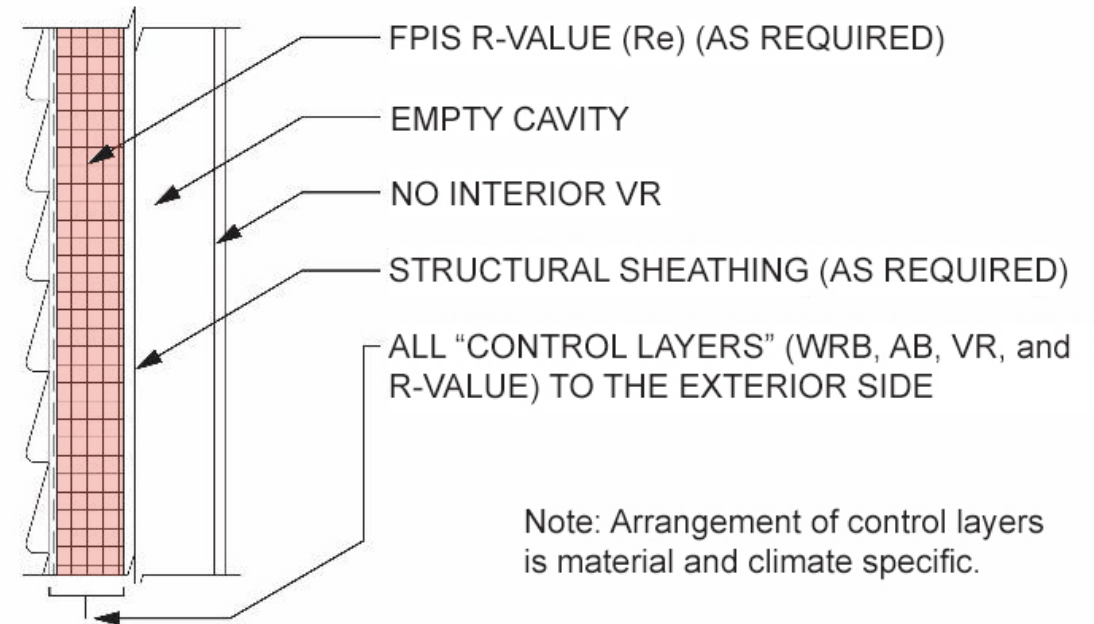 FPIS R-VALUE (Re) (AS REQUIRED)
EMPTY CAVITY
NO INTERIOR VR
STRUCTURAL SHEATHING (AS REQUIRED)
ALL “CONTROL LAYERS” (WRB, AB, VR, and
R-VALUE) TO THE EXTERIOR SIDE
Note: Arrangement of control layers
is material and climate specific.